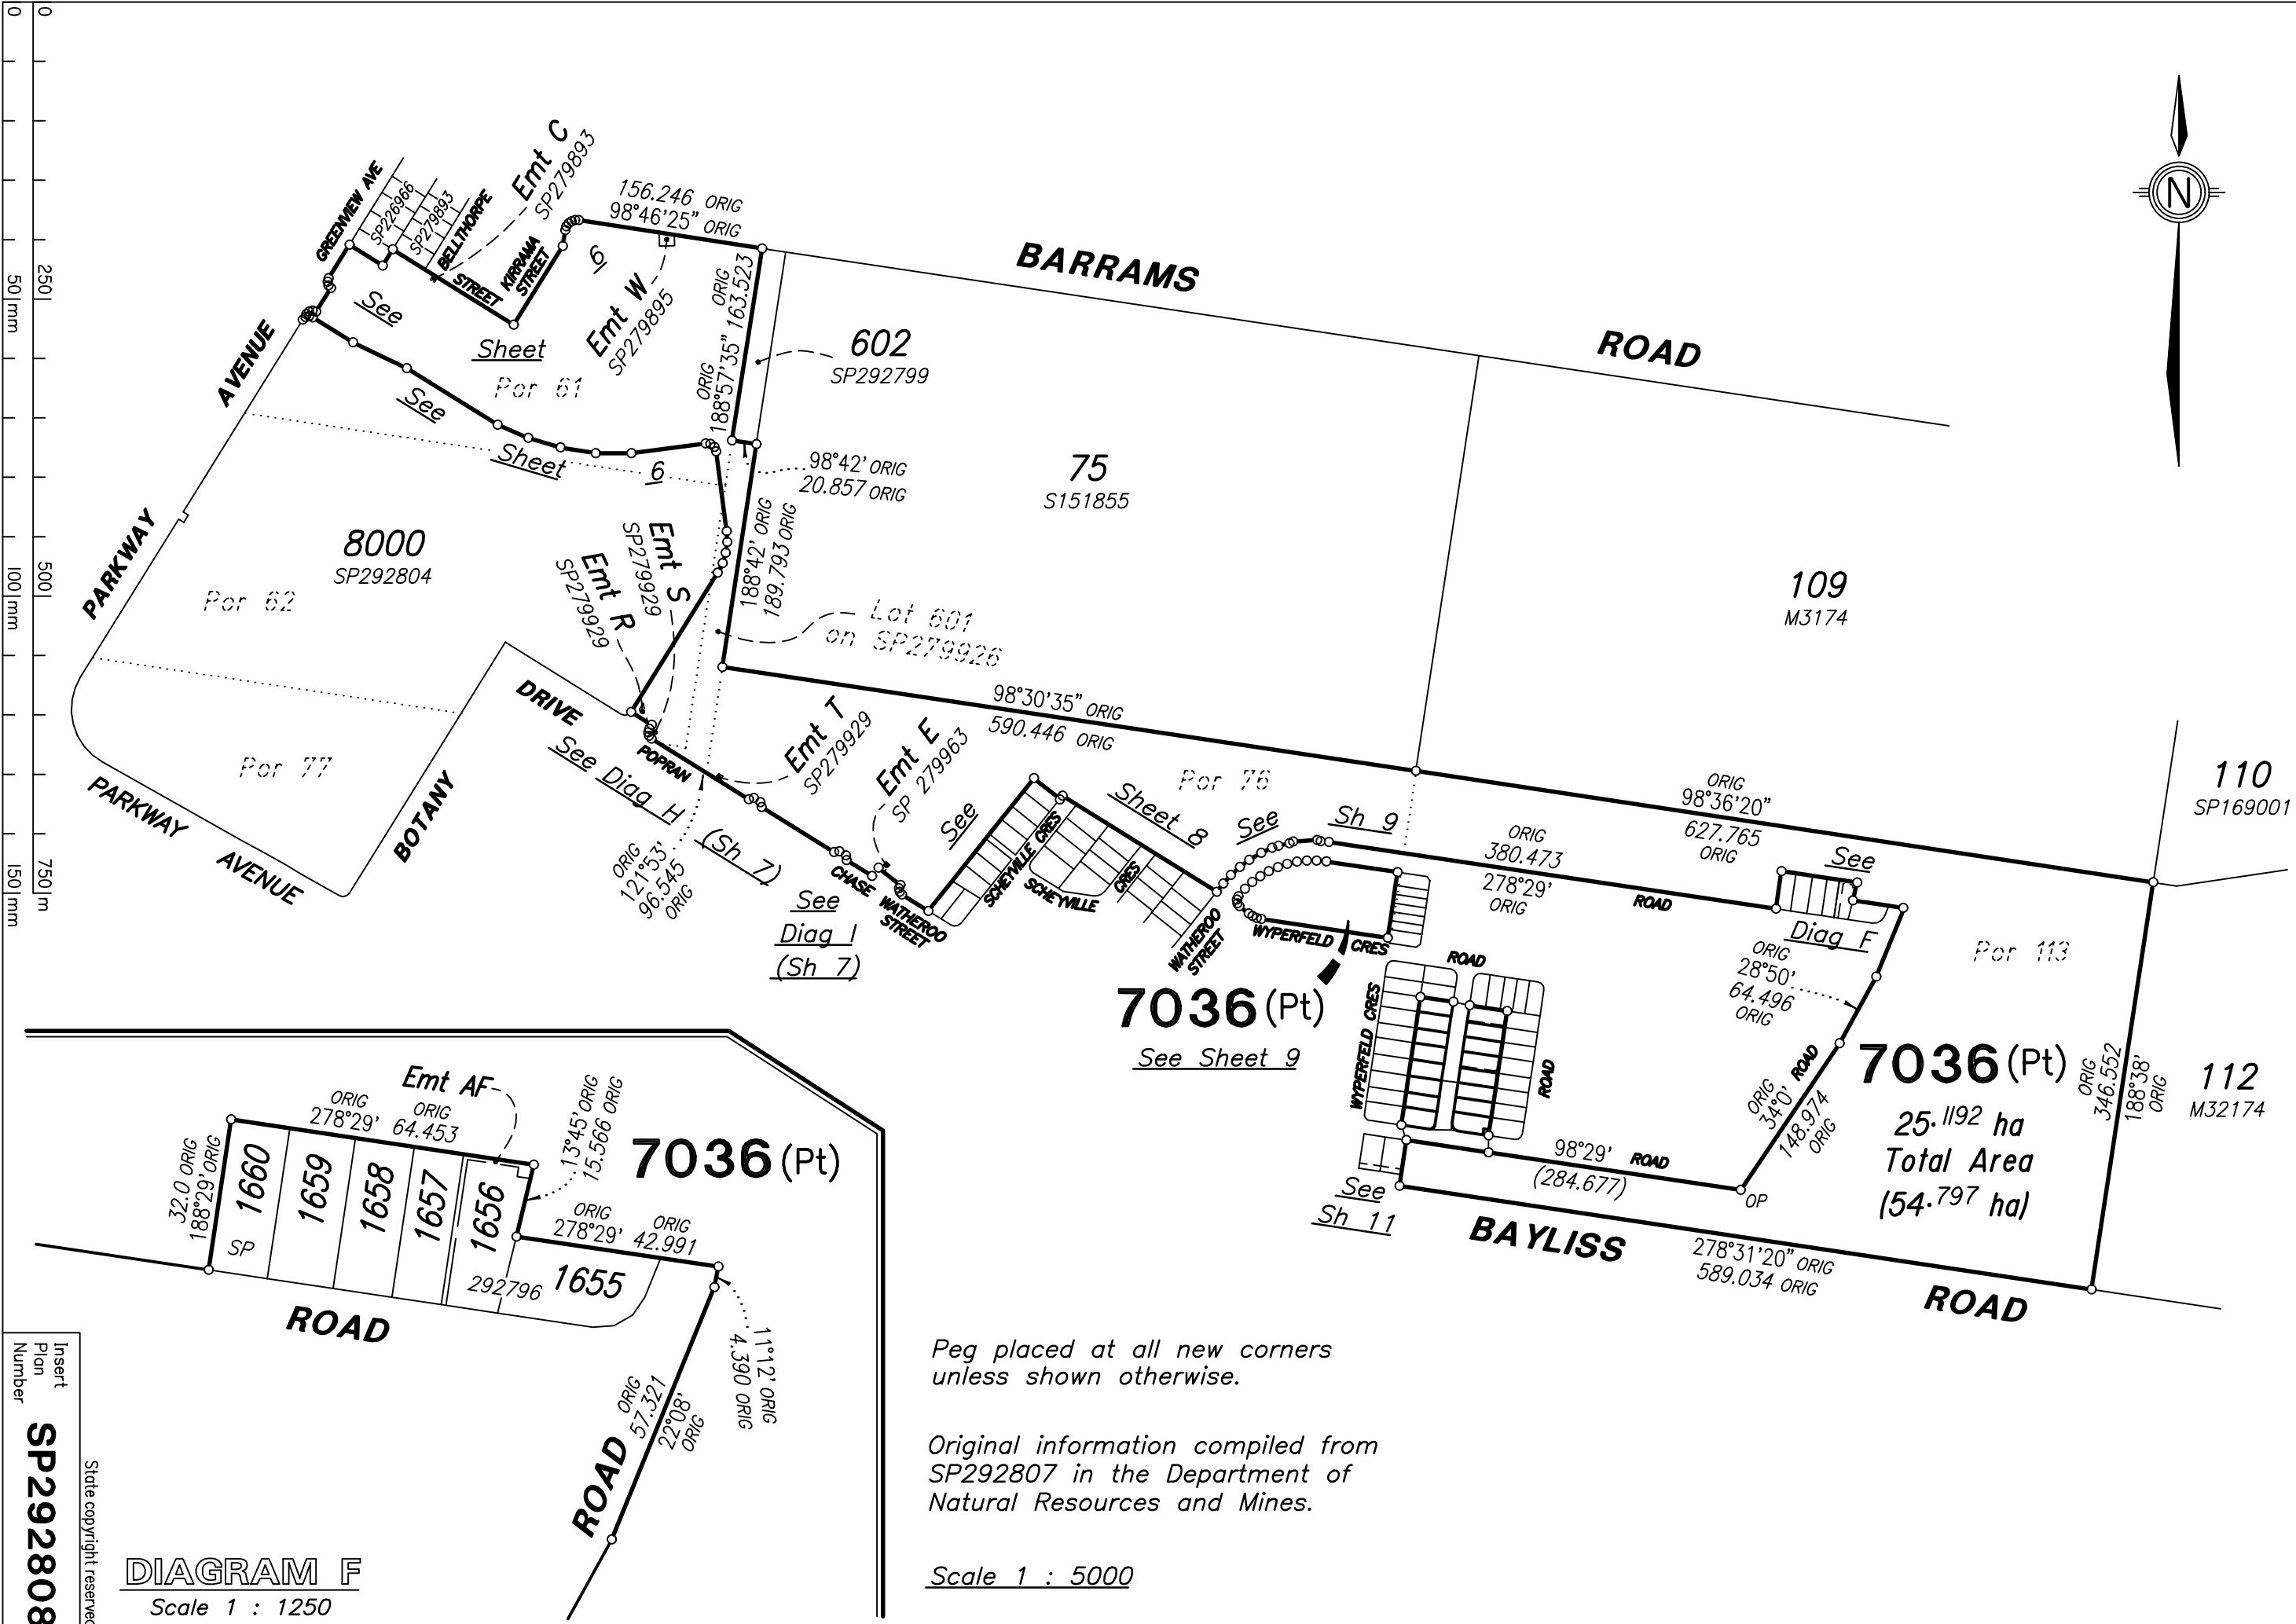 0
50
mm
100
mm
150
mm
0
250
500
750
m
N
GREENVIEW AVE
SP226966
SP279893
BELLTHORPE
STREET
KIRRAMA
STREET
Emt C
SP279893
156.246 ORIG
98°46'25" ORIG
6
See
Sheet
Por 61
Emt W
SP279895
ORIG ORIG
188°57'35" 163.523
BARRAMS
ROAD
602
SP292799
AVENUE
See
Sheet
6
98°42' ORIG
20.857 ORIG
75
S151855
PARKWAY
8000
SP292804
Por 62
Emt S
SP279929
Emt R
SP279929
188°42' ORIG
189.793 ORIG
Lot 601
on SP279926
109
M3174
98°30'35" ORIG
590.446 ORIG
DRIVE
See Diag H
(Sh 7)
POPRAN
Emt T
SP279929
Emt E
SP 279963
Por 77
PARKWAY
AVENUE
BOTANY
ORIG
121°53'
96.545
ORIG
CHASE
WATHEROO
STREET
See
Diag I
(Sh 7)
See
Sheet 8
SCHEYVILLE CRES
SCHEYVILLE
CRES
Por 76
See
Sh 9
WATHEROO
STREET
WYPERFELD
CRES
ORIG
98°36'20"
627.765
ORIG
110
SP169001
ORIG
380.473
278°29'
ORIG
ROAD
See
Diag F
Por 113
7036 (Pt)
See Sheet 9
ROAD
WYPERFELD CRES
ROAD
ORIG
28°50'
64.496
ORIG
ROAD
ORIG
34°0'
148.974
ORIG
7036 (Pt)
25.1192 ha
Total Area
(54.797 ha)
ORIG
346.552
188°38'
ORIG
112
M32174
98°29'
ROAD
(284.677)
OP
See
Sh 11
BAYLISS
278°31'20" ORIG
589.034 ORIG
ROAD
Emt AF
ORIG ORIG
278°29' 64.453
13°45' ORIG
15.566 ORIG
7036 (Pt)
32.0 ORIG
188°29' ORIG
1660
1659
1658
1657
1656
SP
292796
1655
ORIG ORIG
278°29' 42.991
11°12' ORIG
4.390 ORIG
ROAD
ROAD
ORIG
57.321
22°08'
ORIG
DIAGRAM F
Scale 1 : 1250
Peg placed at all new corners
unless shown otherwise.
Original information compiled from
SP292807 in the Department of
Natural Resources and Mines.
Scale 1 : 5000
Insert
Plan
Number
SP292808
State copyright reserved